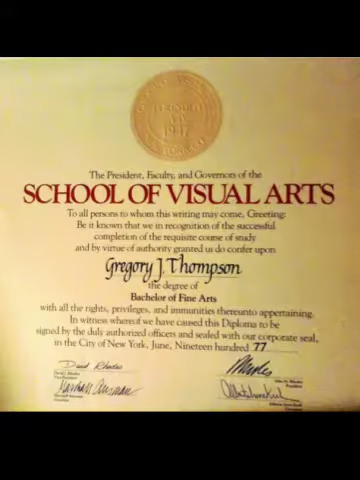 FOUNDED
1947
The President, Faculty, and Governors of the
SCHOOL OF VISUAL ARTS
To all persons to whom this writing may come, Greeting:
Be it known that we in recognition of the successful
completion of the requisite course of study
and by virtue of authority granted us do confer upon
Gregory J. Thompson
the degree of
Bachelor of Fine Arts
with all the rights, privileges, and immunities thereunto appertaining.
In witness whereof we have caused this Diploma to be
signed by the duly authorized officers and sealed with our corporate seal,
in the City of New York, June, Nineteen hundred 77
David Rhodes
President